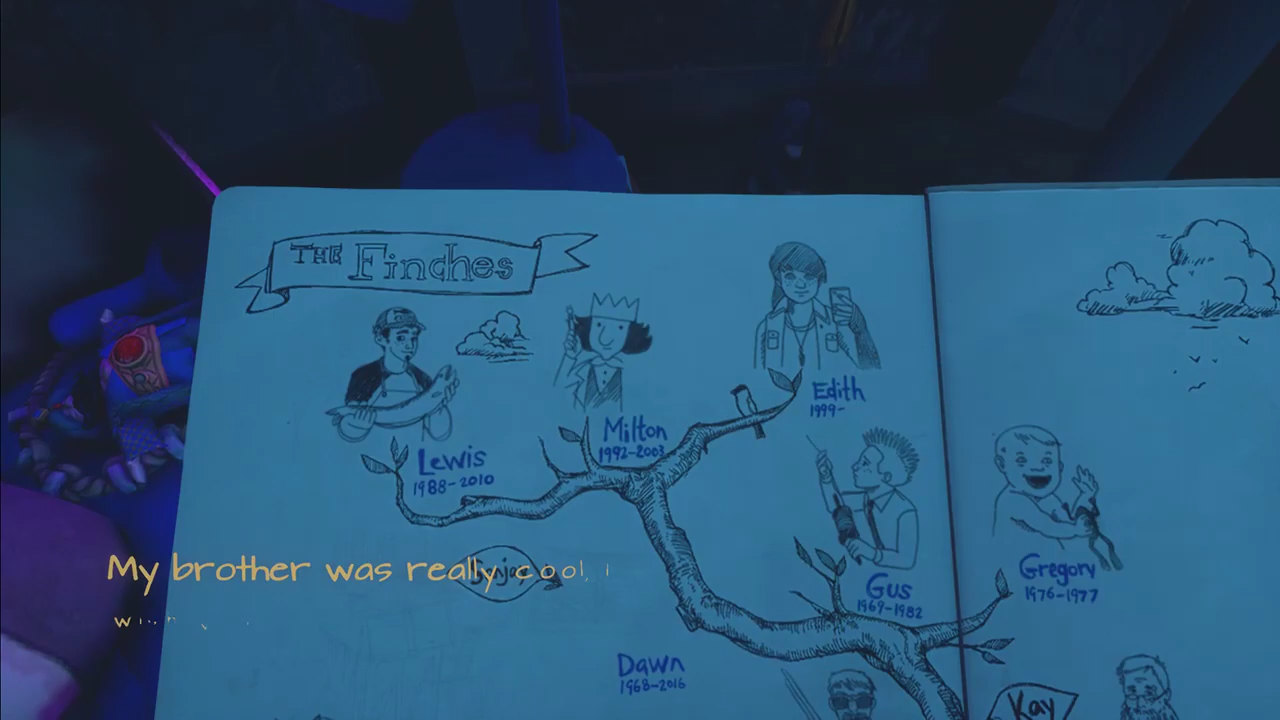 THE Finches
Edith
1999-
Milton
1992-2003
Lewis
1988-2010
My brother was really cool, I
Sanjay
Gregory
1976-1977
Gus
1969-1982
Dawn
1968-2016
Kay